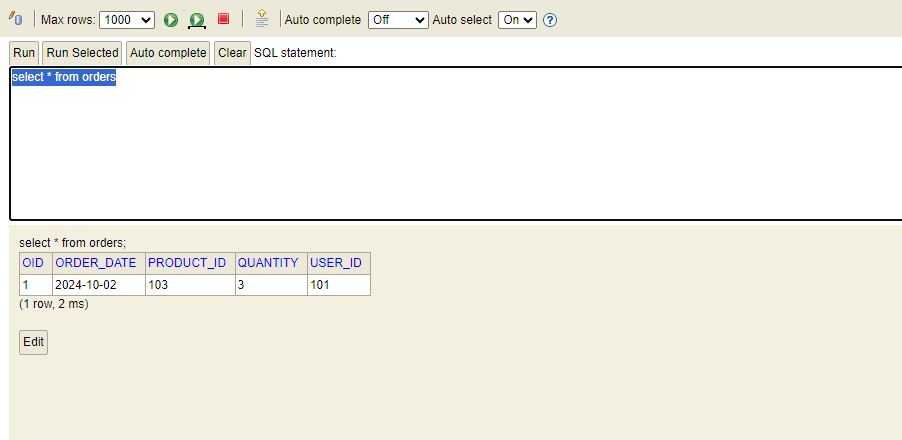 Max rows: 1000 Auto complete Off Auto select On ?
Run Run Selected Auto complete Clear SQL statement:
select * from orders
select * from orders;
OID ORDER_DATE PRODUCT_ID QUANTITY USER_ID
1 2024-10-02 103 3 101
(1 row, 2 ms)
Edit